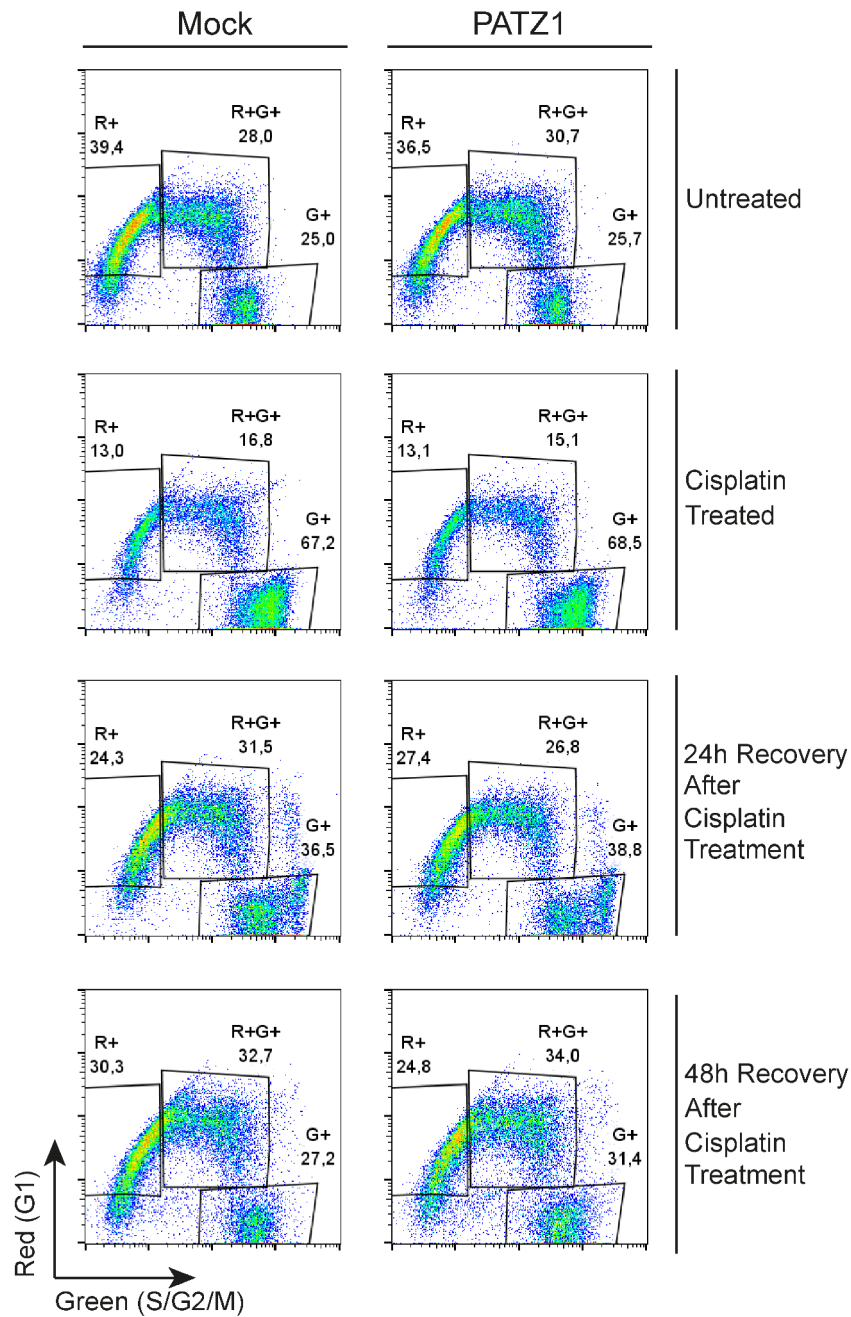 Mock
PATZ1
R+
39,4
R+G+
28,0
G+
25,0
R+
36,5
R+G+
30,7
G+
25,7
Untreated
R+
13,0
R+G+
16,8
G+
67,2
R+
13,1
R+G+
15,1
G+
68,5
Cisplatin
Treated
R+
24,3
R+G+
31,5
G+
36,5
R+
27,4
R+G+
26,8
G+
38,8
24h Recovery
After
Cisplatin
Treatment
R+
30,3
R+G+
32,7
G+
27,2
R+
24,8
R+G+
34,0
G+
31,4
48h Recovery
After
Cisplatin
Treatment
Red (G1)
Green (S/G2/M)